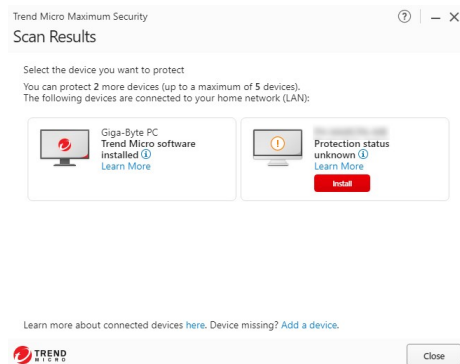 Trend Micro Maximum Security
Scan Results
Select the device you want to protect
You can protect 2 more devices (up to a maximum of 5 devices).
The following devices are connected to your home network (LAN):
Giga-Byte PC
Trend Micro software
installed
Learn More
Protection status
unknown
Learn More
Install
Learn more about connected devices here. Device missing? Add a device.
TREND
MICRO
Close